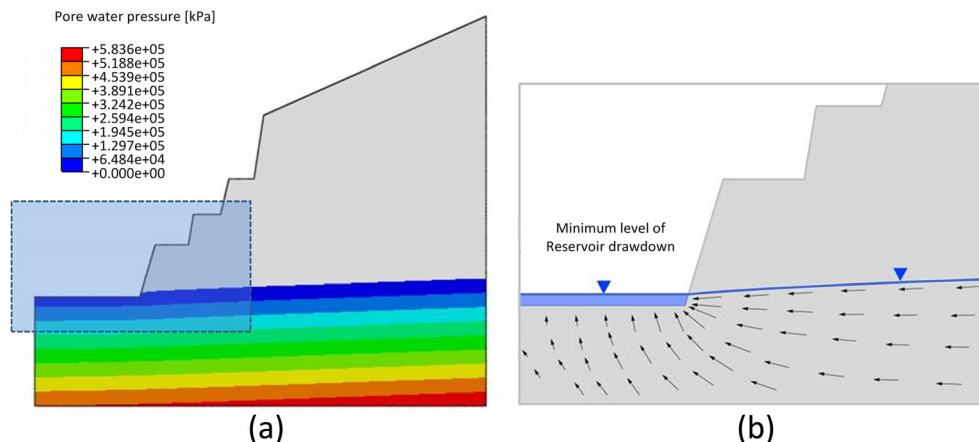 Pore water pressure [kPa]
+5.836e+05
+5.188e+05
+4.539e+05
+3.891e+05
+3.242e+05
+2.594e+05
+1.945e+05
+1.297e+05
+6.484e+04
+0.000e+00
Minimum level of
Reservoir drawdown
(a)
(b)